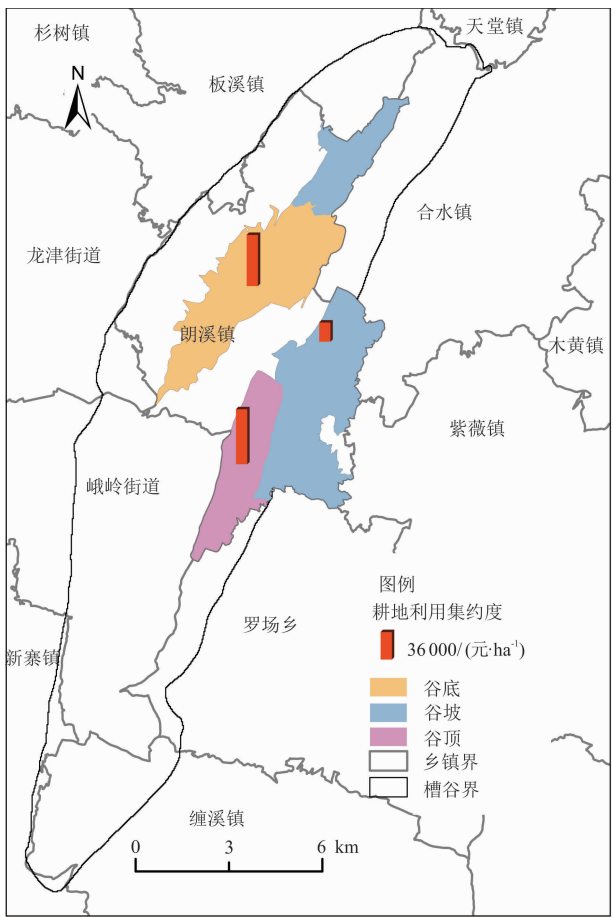 杉树镇
天堂镇
N
板溪镇
合水镇
龙津街道
朗溪镇
木黄镇
紫薇镇
峨岭街道
图例
耕地利用集约度
罗场乡
36 000/ (元·ha⁻¹)
新寨镇
谷底
谷坡
谷顶
乡镇界
槽谷界
缠溪镇
0 3 6 km